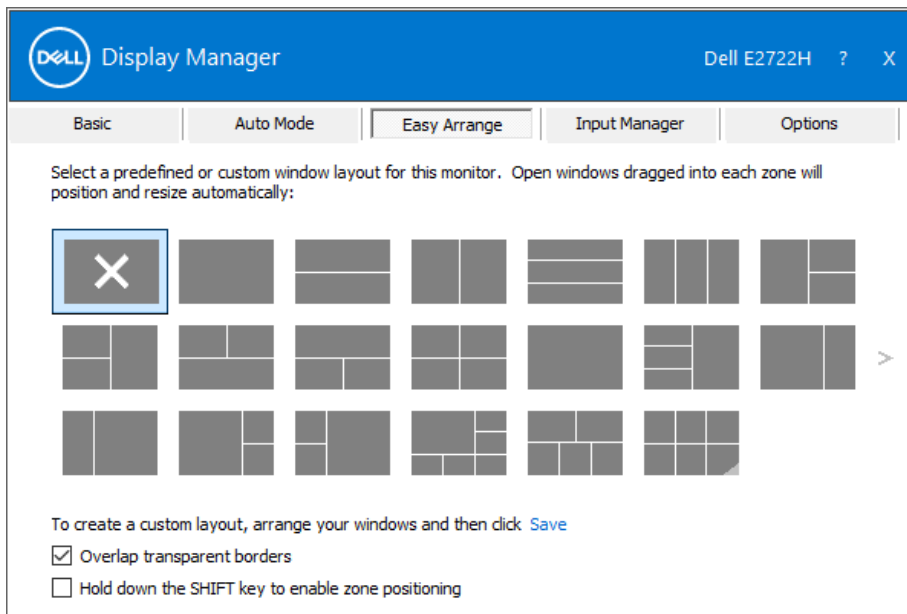 DELL Display Manager Dell E2722H ? X
Basic Auto Mode Easy Arrange Input Manager Options
Select a predefined or custom window layout for this monitor.  Open windows dragged into each zone will
position and resize automatically:
>
To create a custom layout, arrange your windows and then click Save
Overlap transparent borders
Hold down the SHIFT key to enable zone positioning